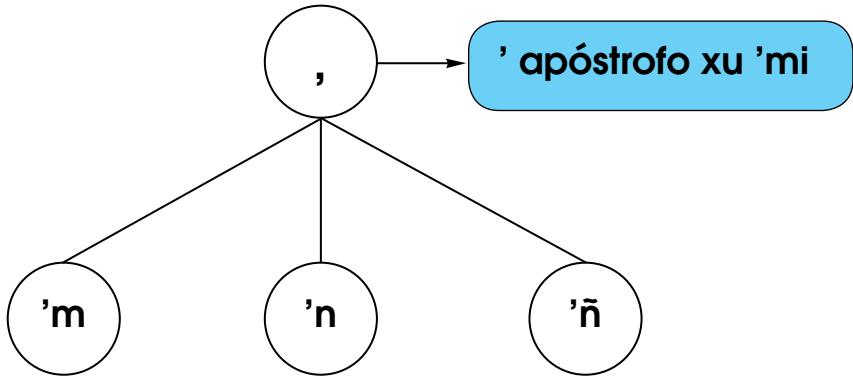 ,
’ apóstrofo xu ’mi
’m
’n
’ñ